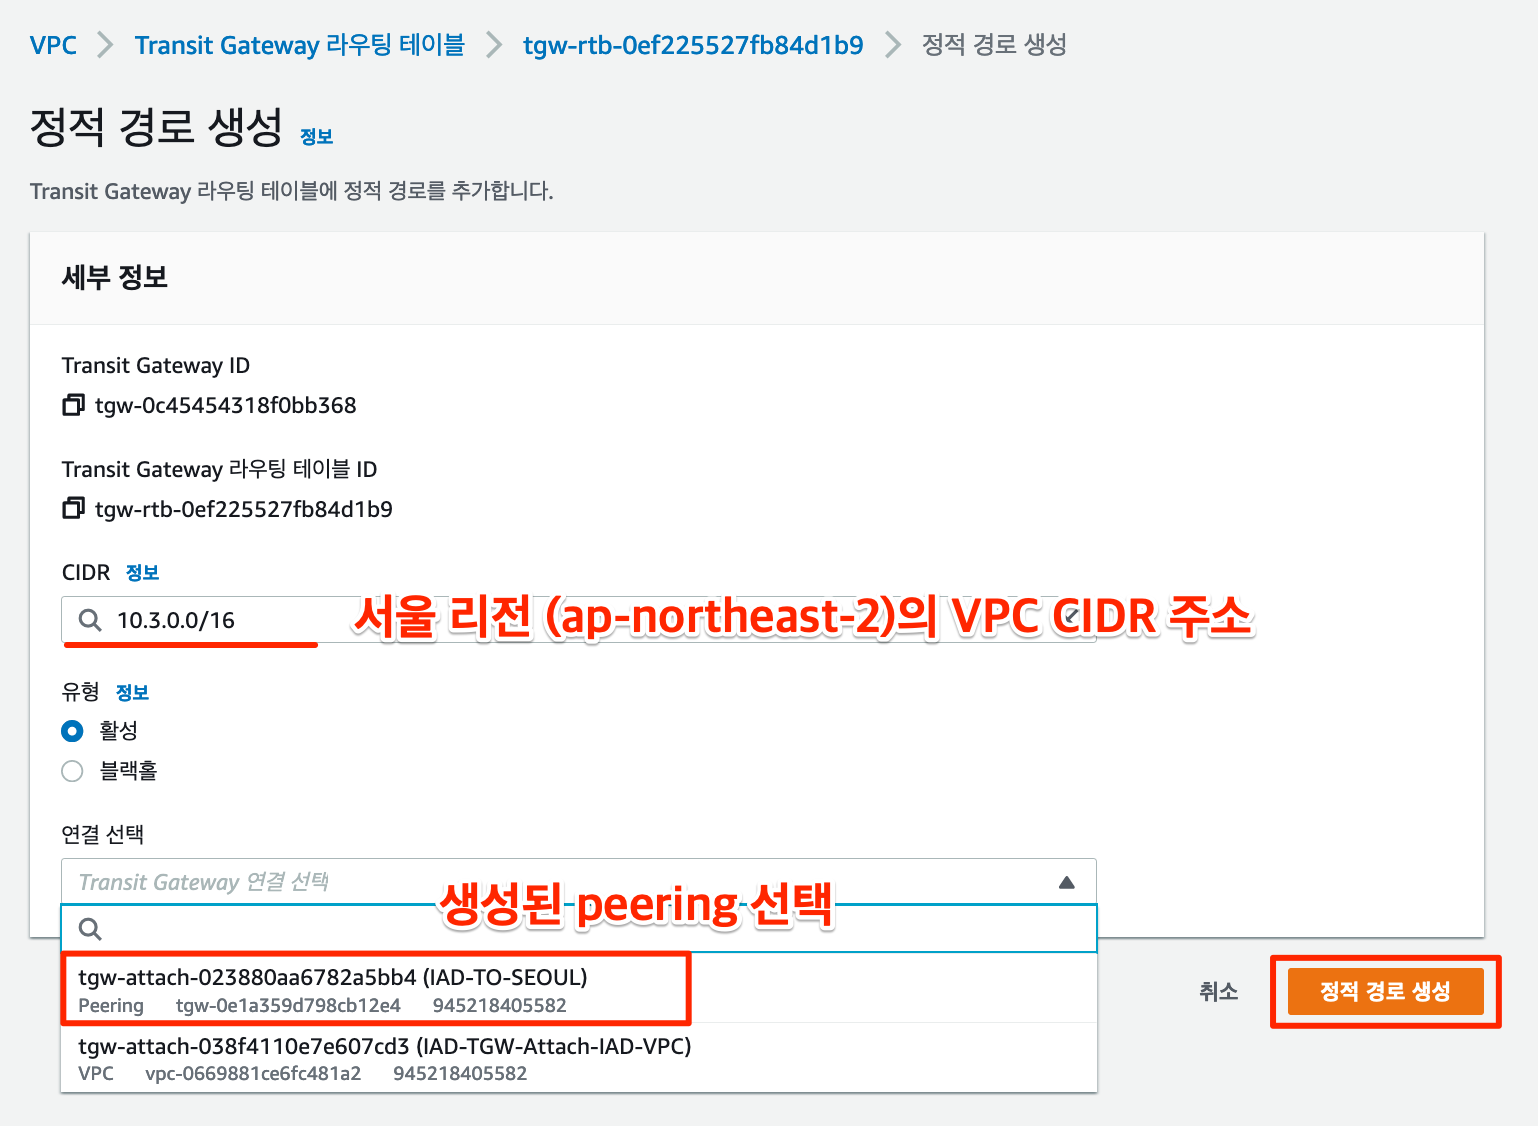 VPC > Transit Gateway 라우팅 테이블 > tgw-rtb-0ef225527fb84d1b9 > 정적 경로 생성
정적 경로 생성 정보
Transit Gateway 라우팅 테이블에 정적 경로를 추가합니다.
세부 정보
Transit Gateway ID
tgw-0c45454318f0bb368
Transit Gateway 라우팅 테이블 ID
tgw-rtb-0ef225527fb84d1b9
CIDR 정보
10.3.0.0/16 서울 리전 (ap-northeast-2)의 VPC CIDR 주소
유형 정보
활성
블랙홀
연결 선택
Transit Gateway 연결 선택
생성된 peering 선택
tgw-attach-023880aa6782a5bb4 (IAD-TO-SEOUL)
Peering tgw-0e1a359d798cb12e4 945218405582
취소 정적 경로 생성
tgw-attach-038f4110e7e607cd3 (IAD-TGW-Attach-IAD-VPC)
VPC vpc-0669881ce6fc481a2 945218405582